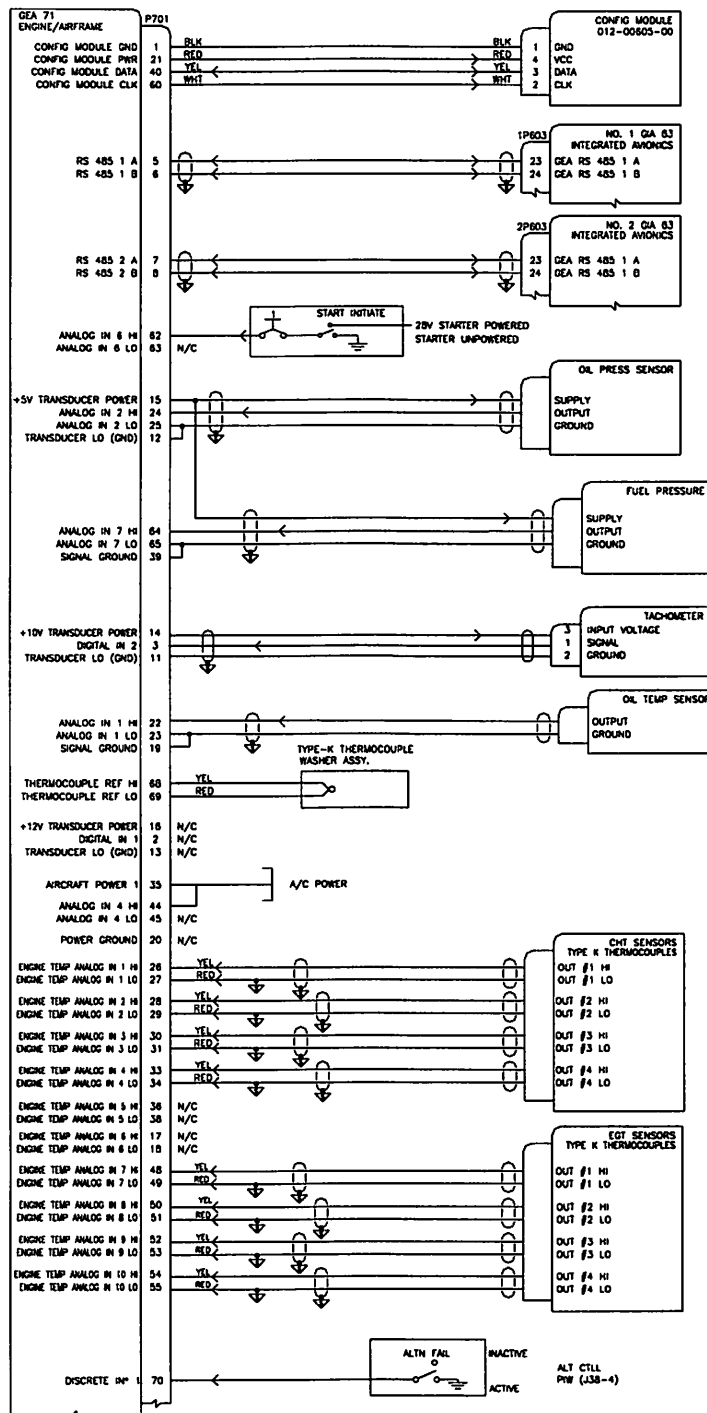 GEA 71
ENGINE/AIRFRAME
P701
CONFIG MODULE
012-00605-00
CONFIG MODULE GND 1 BLK BLK 1 GND
CONFIG MODULE PWR 21 RED RED 4 VCC
CONFIG MODULE DATA 40 YEL YEL 3 DATA
CONFIG MODULE CLK 60 WHT WHT 2 CLK
1P603
NO. 1 GIA 63
INTEGRATED AVIONICS
RS 485 1 A 5 23 GEA RS 485 1 A
RS 485 1 B 6 24 GEA RS 485 1 B
2P603
NO. 2 GIA 63
INTEGRATED AVIONICS
RS 485 2 A 7 23 GEA RS 485 1 A
RS 485 2 B 8 24 GEA RS 485 1 B
START INITIATE
28V STARTER POWERED
STARTER UNPOWERED
ANALOG IN 6 HI 62
ANALOG IN 6 LO 63 N/C
OIL PRESS SENSOR
+5V TRANSDUCER POWER 15 SUPPLY
ANALOG IN 2 HI 24 OUTPUT
ANALOG IN 2 LO 25 GROUND
TRANSDUCER LO (GND) 12
FUEL PRESSURE
SUPPLY
ANALOG IN 7 HI 64 OUTPUT
ANALOG IN 7 LO 65 GROUND
SIGNAL GROUND 39
TACHOMETER
+10V TRANSDUCER POWER 14 3 INPUT VOLTAGE
DIGITAL IN 2 3 1 SIGNAL
TRANSDUCER LO (GND) 11 2 GROUND
OIL TEMP SENSOR
ANALOG IN 1 HI 22 OUTPUT
ANALOG IN 1 LO 23 GROUND
SIGNAL GROUND 19
TYPE-K THERMOCOUPLE
WASHER ASSY.
THERMOCOUPLE REF HI 68 YEL
THERMOCOUPLE REF LO 69 RED
+12V TRANSDUCER POWER 16 N/C
DIGITAL IN 1 2 N/C
TRANSDUCER LO (GND) 13 N/C
AIRCRAFT POWER 1 35 A/C POWER
ANALOG IN 4 HI 44
ANALOG IN 4 LO 45 N/C
POWER GROUND 20 N/C
CHT SENSORS
TYPE K THERMOCOUPLES
ENGINE TEMP ANALOG IN 1 HI 26 YEL OUT #1 HI
ENGINE TEMP ANALOG IN 1 LO 27 RED OUT #1 LO
ENGINE TEMP ANALOG IN 2 HI 28 YEL OUT #2 HI
ENGINE TEMP ANALOG IN 2 LO 29 RED OUT #2 LO
ENGINE TEMP ANALOG IN 3 HI 30 YEL OUT #3 HI
ENGINE TEMP ANALOG IN 3 LO 31 RED OUT #3 LO
ENGINE TEMP ANALOG IN 4 HI 33 YEL OUT #4 HI
ENGINE TEMP ANALOG IN 4 LO 34 RED OUT #4 LO
ENGINE TEMP ANALOG IN 5 HI 36 N/C
ENGINE TEMP ANALOG IN 5 LO 38 N/C
ENGINE TEMP ANALOG IN 6 HI 17 N/C
ENGINE TEMP ANALOG IN 6 LO 18 N/C
EGT SENSORS
TYPE K THERMOCOUPLES
ENGINE TEMP ANALOG IN 7 HI 48 YEL OUT #1 HI
ENGINE TEMP ANALOG IN 7 LO 49 RED OUT #1 LO
ENGINE TEMP ANALOG IN 8 HI 50 YEL OUT #2 HI
ENGINE TEMP ANALOG IN 8 LO 51 RED OUT #2 LO
ENGINE TEMP ANALOG IN 9 HI 52 YEL OUT #3 HI
ENGINE TEMP ANALOG IN 9 LO 53 RED OUT #3 LO
ENGINE TEMP ANALOG IN 10 HI 54 YEL OUT #4 HI
ENGINE TEMP ANALOG IN 10 LO 55 RED OUT #4 LO
ALTN FAIL
INACTIVE
ACTIVE
ALT CTLL
P/W (J38-4)
DISCRETE IN* 1 70